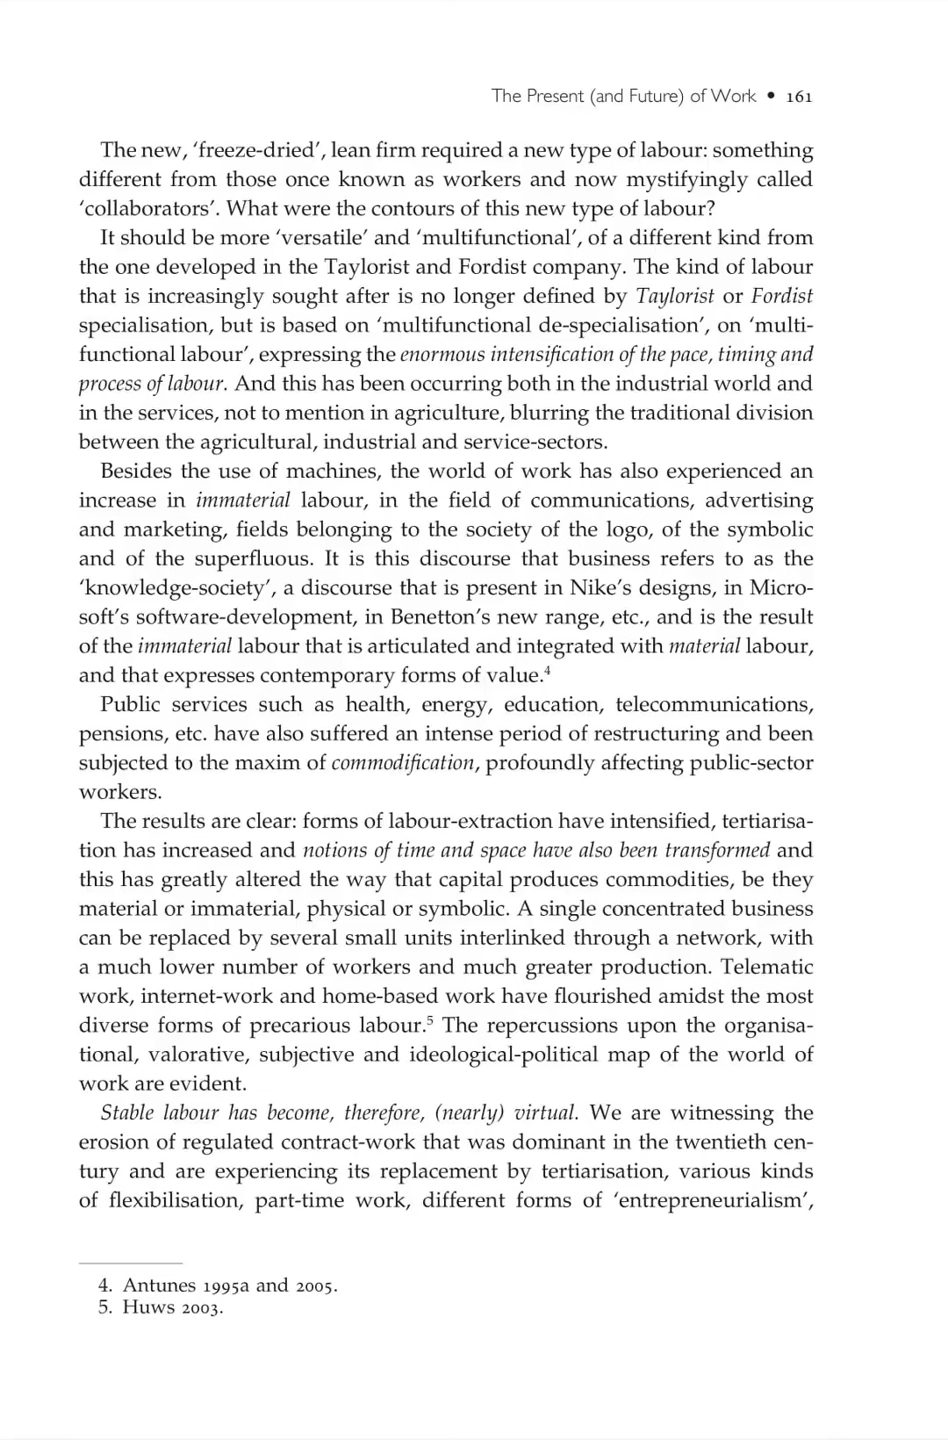 The Present (and Future) of Work • 161
The new, ‘freeze-dried’, lean firm required a new type of labour: something
different from those once known as workers and now mystifyingly called
‘collaborators’. What were the contours of this new type of labour?
It should be more ‘versatile’ and ‘multifunctional’, of a different kind from
the one developed in the Taylorist and Fordist company. The kind of labour
that is increasingly sought after is no longer defined by Taylorist or Fordist
specialisation, but is based on ‘multifunctional de-specialisation’, on ‘multi-
functional labour’, expressing the enormous intensification of the pace, timing and
process of labour. And this has been occurring both in the industrial world and
in the services, not to mention in agriculture, blurring the traditional division
between the agricultural, industrial and service-sectors.
Besides the use of machines, the world of work has also experienced an
increase in immaterial labour, in the field of communications, advertising
and marketing, fields belonging to the society of the logo, of the symbolic
and of the superfluous. It is this discourse that business refers to as the
‘knowledge-society’, a discourse that is present in Nike’s designs, in Micro-
soft’s software-development, in Benetton’s new range, etc., and is the result
of the immaterial labour that is articulated and integrated with material labour,
and that expresses contemporary forms of value.4
Public services such as health, energy, education, telecommunications,
pensions, etc. have also suffered an intense period of restructuring and been
subjected to the maxim of commodification, profoundly affecting public-sector
workers.
The results are clear: forms of labour-extraction have intensified, tertiarisa-
tion has increased and notions of time and space have also been transformed and
this has greatly altered the way that capital produces commodities, be they
material or immaterial, physical or symbolic. A single concentrated business
can be replaced by several small units interlinked through a network, with
a much lower number of workers and much greater production. Telematic
work, internet-work and home-based work have flourished amidst the most
diverse forms of precarious labour.5 The repercussions upon the organisa-
tional, valorative, subjective and ideological-political map of the world of
work are evident.
Stable labour has become, therefore, (nearly) virtual. We are witnessing the
erosion of regulated contract-work that was dominant in the twentieth cen-
tury and are experiencing its replacement by tertiarisation, various kinds
of flexibilisation, part-time work, different forms of ‘entrepreneurialism’,
4. Antunes 1995a and 2005.
5. Huws 2003.